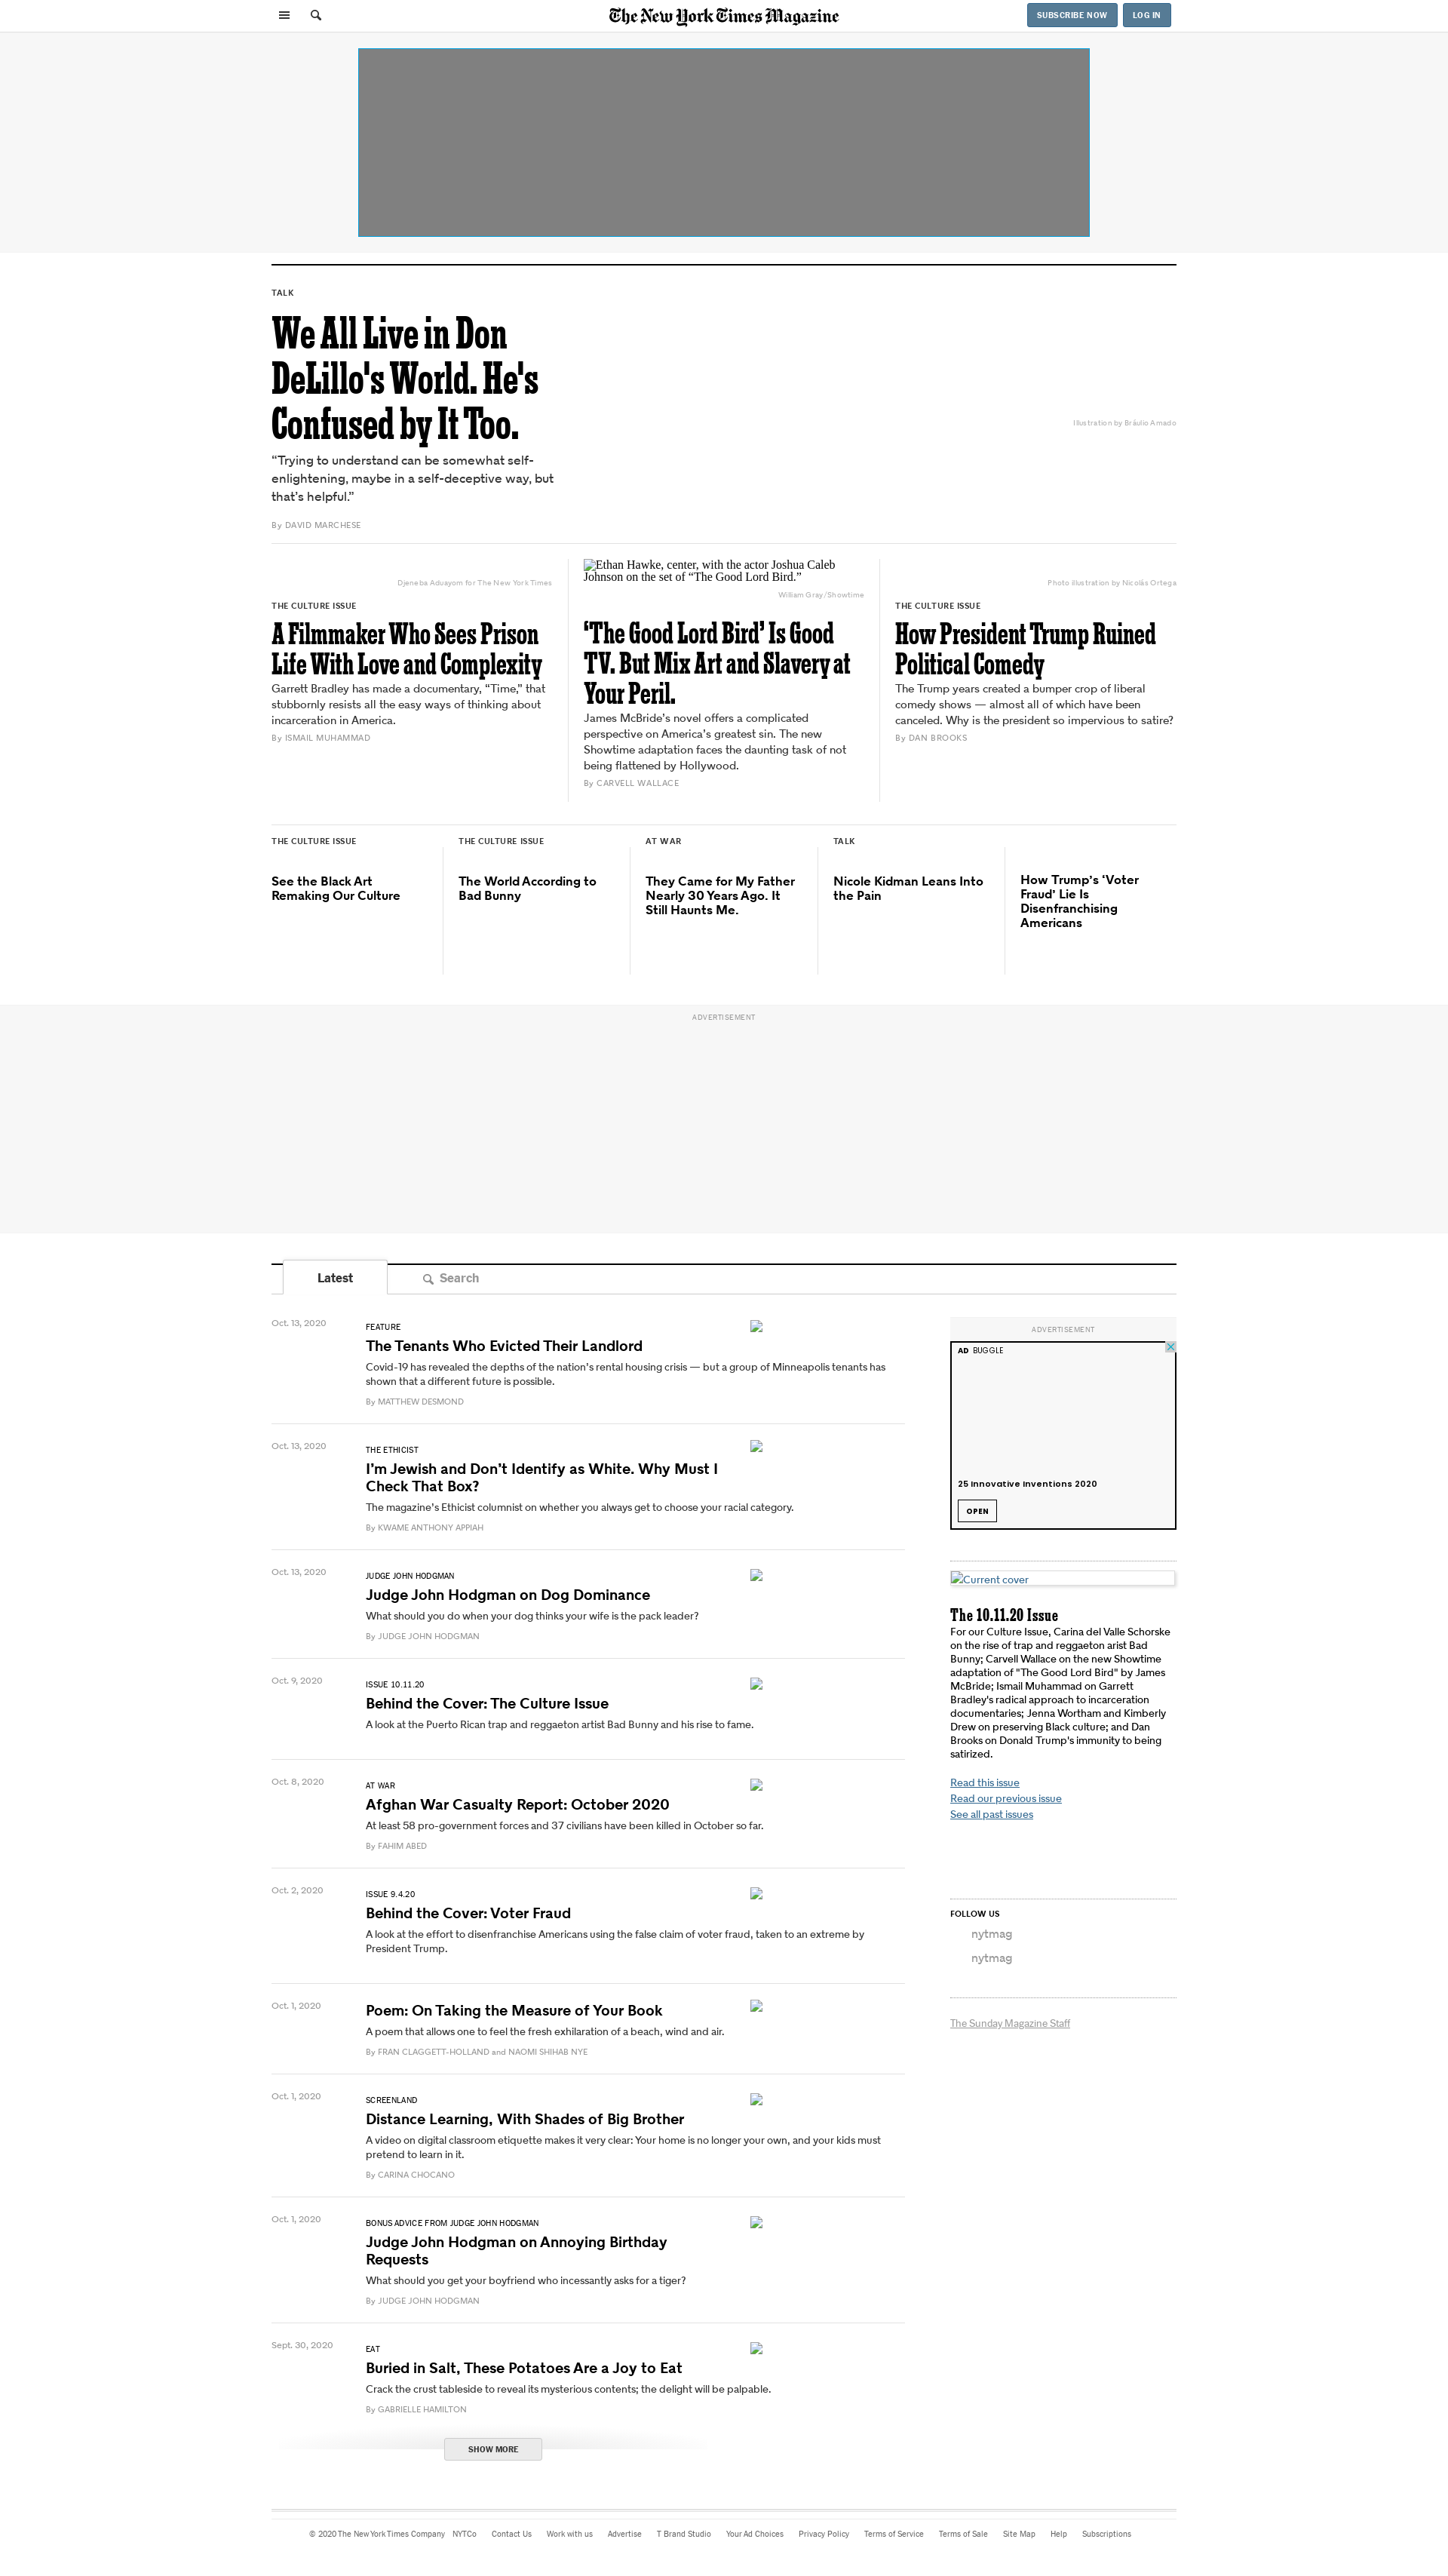 The New York Times Magazine
SUBSCRIBE NOW
LOG IN
TALK
We All Live in Don
DeLillo's World. He's
Confused by It Too.
“Trying to understand can be somewhat self-
enlightening, maybe in a self-deceptive way, but
that’s helpful.”
By DAVID MARCHESE
Illustration by Bráulio Amado
Djeneba Aduayom for The New York Times
THE CULTURE ISSUE
A Filmmaker Who Sees Prison
Life With Love and Complexity
Garrett Bradley has made a documentary, “Time,” that
stubbornly resists all the easy ways of thinking about
incarceration in America.
By ISMAIL MUHAMMAD
Ethan Hawke, center, with the actor Joshua Caleb
Johnson on the set of “The Good Lord Bird.”
William Gray/Showtime
‘The Good Lord Bird’ Is Good
TV. But Mix Art and Slavery at
Your Peril.
James McBride’s novel offers a complicated
perspective on America’s greatest sin. The new
Showtime adaptation faces the daunting task of not
being flattened by Hollywood.
By CARVELL WALLACE
Photo illustration by Nicolás Ortega
THE CULTURE ISSUE
How President Trump Ruined
Political Comedy
The Trump years created a bumper crop of liberal
comedy shows — almost all of which have been
canceled. Why is the president so impervious to satire?
By DAN BROOKS
THE CULTURE ISSUE
See the Black Art
Remaking Our Culture
THE CULTURE ISSUE
The World According to
Bad Bunny
AT WAR
They Came for My Father
Nearly 30 Years Ago. It
Still Haunts Me.
TALK
Nicole Kidman Leans Into
the Pain
How Trump’s ‘Voter
Fraud’ Lie Is
Disenfranchising
Americans
ADVERTISEMENT
Latest
Search
Oct. 13, 2020
FEATURE
The Tenants Who Evicted Their Landlord
Covid-19 has revealed the depths of the nation’s rental housing crisis — but a group of Minneapolis tenants has
shown that a different future is possible.
By MATTHEW DESMOND
Oct. 13, 2020
THE ETHICIST
I’m Jewish and Don’t Identify as White. Why Must I
Check That Box?
The magazine’s Ethicist columnist on whether you always get to choose your racial category.
By KWAME ANTHONY APPIAH
Oct. 13, 2020
JUDGE JOHN HODGMAN
Judge John Hodgman on Dog Dominance
What should you do when your dog thinks your wife is the pack leader?
By JUDGE JOHN HODGMAN
Oct. 9, 2020
ISSUE 10.11.20
Behind the Cover: The Culture Issue
A look at the Puerto Rican trap and reggaeton artist Bad Bunny and his rise to fame.
Oct. 8, 2020
AT WAR
Afghan War Casualty Report: October 2020
At least 58 pro-government forces and 37 civilians have been killed in October so far.
By FAHIM ABED
Oct. 2, 2020
ISSUE 9.4.20
Behind the Cover: Voter Fraud
A look at the effort to disenfranchise Americans using the false claim of voter fraud, taken to an extreme by
President Trump.
Oct. 1, 2020
Poem: On Taking the Measure of Your Book
A poem that allows one to feel the fresh exhilaration of a beach, wind and air.
By FRAN CLAGGETT-HOLLAND and NAOMI SHIHAB NYE
Oct. 1, 2020
SCREENLAND
Distance Learning, With Shades of Big Brother
A video on digital classroom etiquette makes it very clear: Your home is no longer your own, and your kids must
pretend to learn in it.
By CARINA CHOCANO
Oct. 1, 2020
BONUS ADVICE FROM JUDGE JOHN HODGMAN
Judge John Hodgman on Annoying Birthday
Requests
What should you get your boyfriend who incessantly asks for a tiger?
By JUDGE JOHN HODGMAN
Sept. 30, 2020
EAT
Buried in Salt, These Potatoes Are a Joy to Eat
Crack the crust tableside to reveal its mysterious contents; the delight will be palpable.
By GABRIELLE HAMILTON
SHOW MORE
ADVERTISEMENT
AD BUGGLE
25 Innovative Inventions 2020
OPEN
Current cover
The 10.11.20 Issue
For our Culture Issue, Carina del Valle Schorske
on the rise of trap and reggaeton arist Bad
Bunny; Carvell Wallace on the new Showtime
adaptation of "The Good Lord Bird" by James
McBride; Ismail Muhammad on Garrett
Bradley's radical approach to incarceration
documentaries; Jenna Wortham and Kimberly
Drew on preserving Black culture; and Dan
Brooks on Donald Trump's immunity to being
satirized.
Read this issue
Read our previous issue
See all past issues
FOLLOW US
nytmag
nytmag
The Sunday Magazine Staff
© 2020 The New York Times Company NYTCo Contact Us Work with us Advertise T Brand Studio Your Ad Choices Privacy Policy Terms of Service Terms of Sale Site Map Help Subscriptions